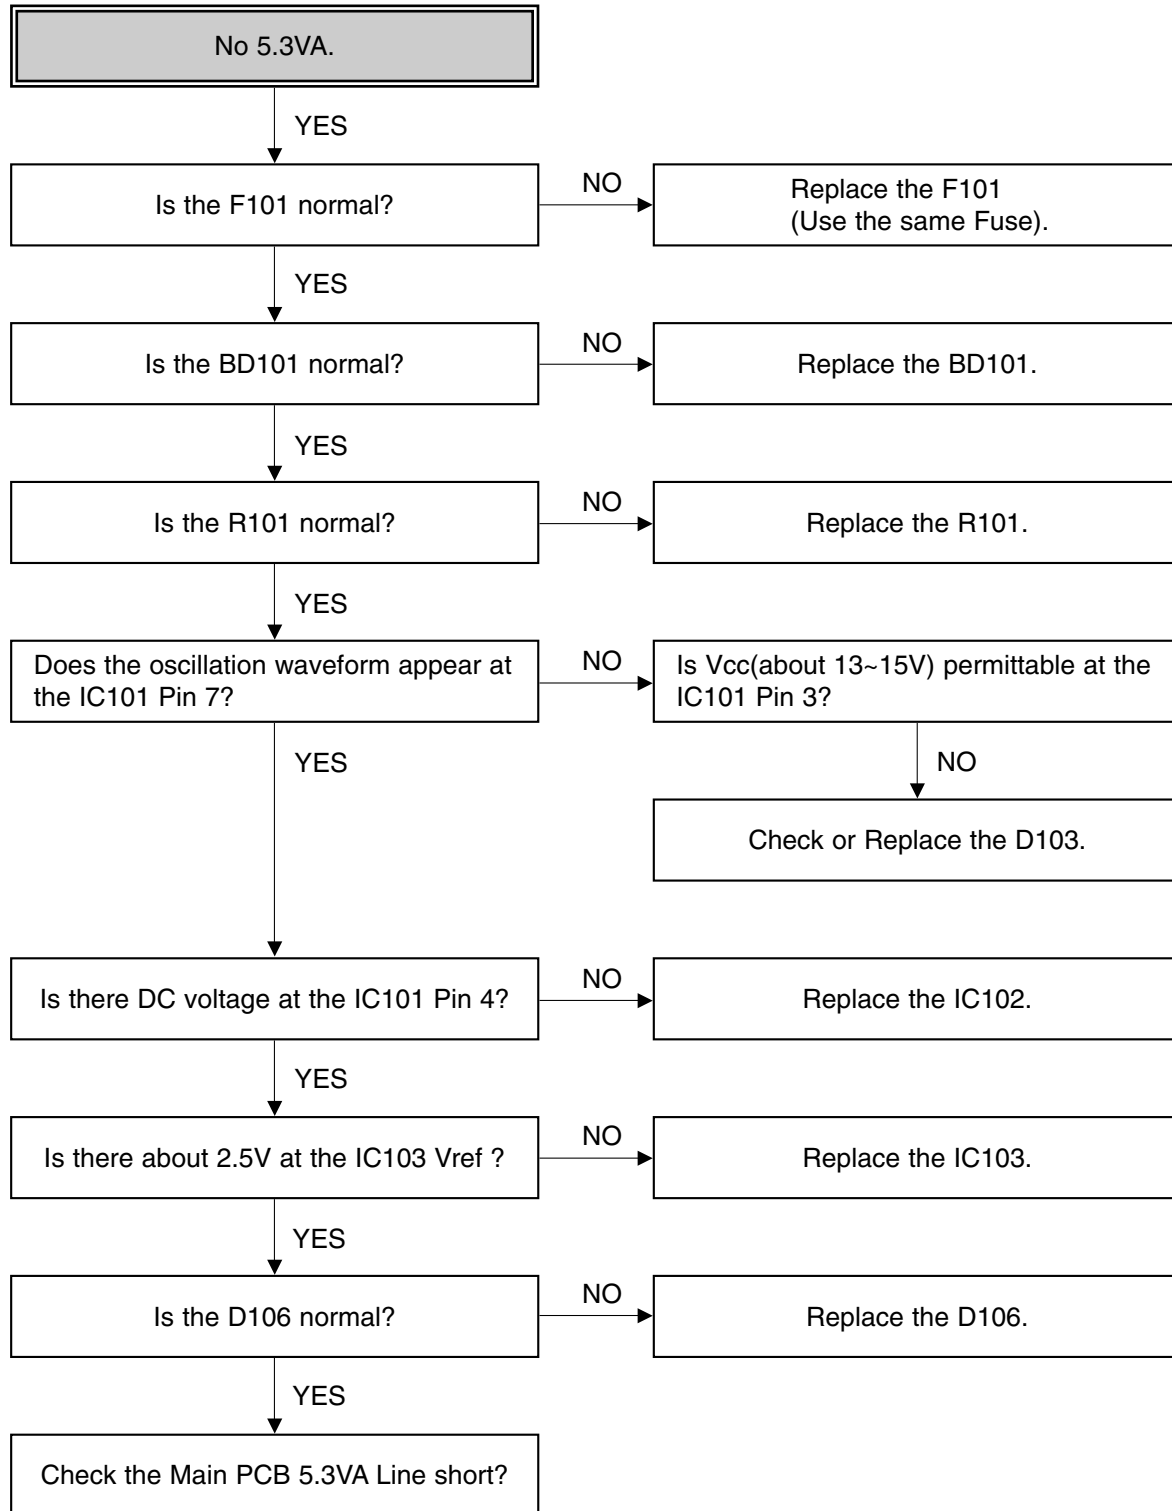 No 5.3VA.
YES
Is the F101 normal?
NO
Replace the F101
(Use the same Fuse).
YES
Is the BD101 normal?
NO
Replace the BD101.
YES
Is the R101 normal?
NO
Replace the R101.
YES
Does the oscillation waveform appear at
the IC101 Pin 7?
NO
Is Vcc(about 13~15V) permittable at the
IC101 Pin 3?
YES
NO
Check or Replace the D103.
Is there DC voltage at the IC101 Pin 4?
NO
Replace the IC102.
YES
Is there about 2.5V at the IC103 Vref ?
NO
Replace the IC103.
YES
Is the D106 normal?
NO
Replace the D106.
YES
Check the Main PCB 5.3VA Line short?